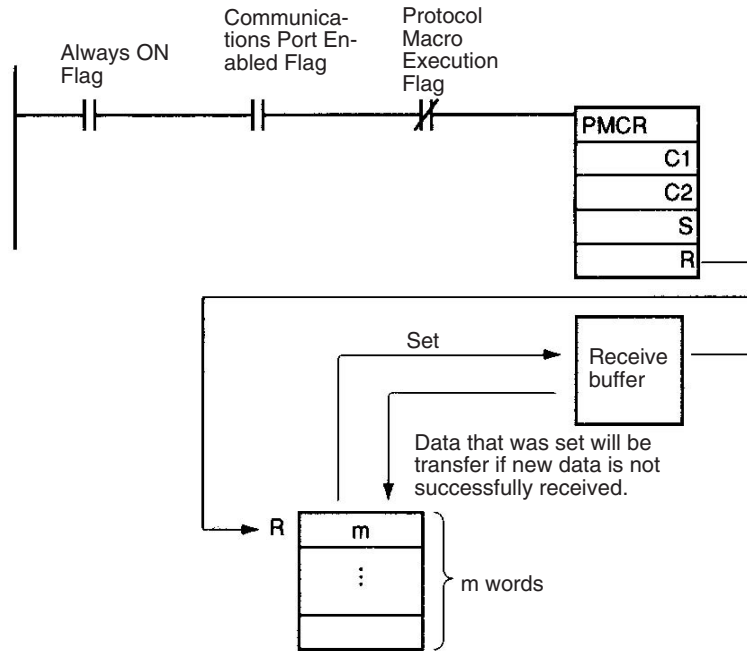 Always ON
Flag
Communica-
tions Port En-
abled Flag
Protocol
Macro
Execution
Flag
PMCR
C1
C2
S
R
Set
Receive
buffer
Data that was set will be
transfer if new data is not
successfully received.
R
m
⋮
m words